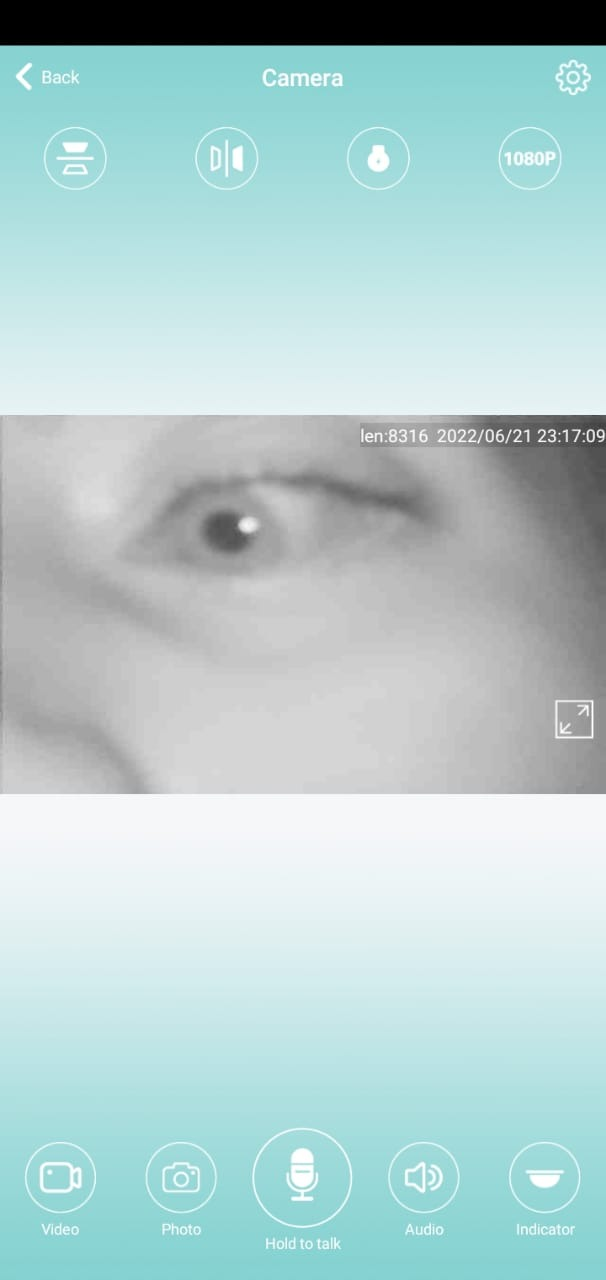 Back
Camera
1080P
len:8316 2022/06/21 23:17:09
Video
Photo
Hold to talk
Audio
Indicator